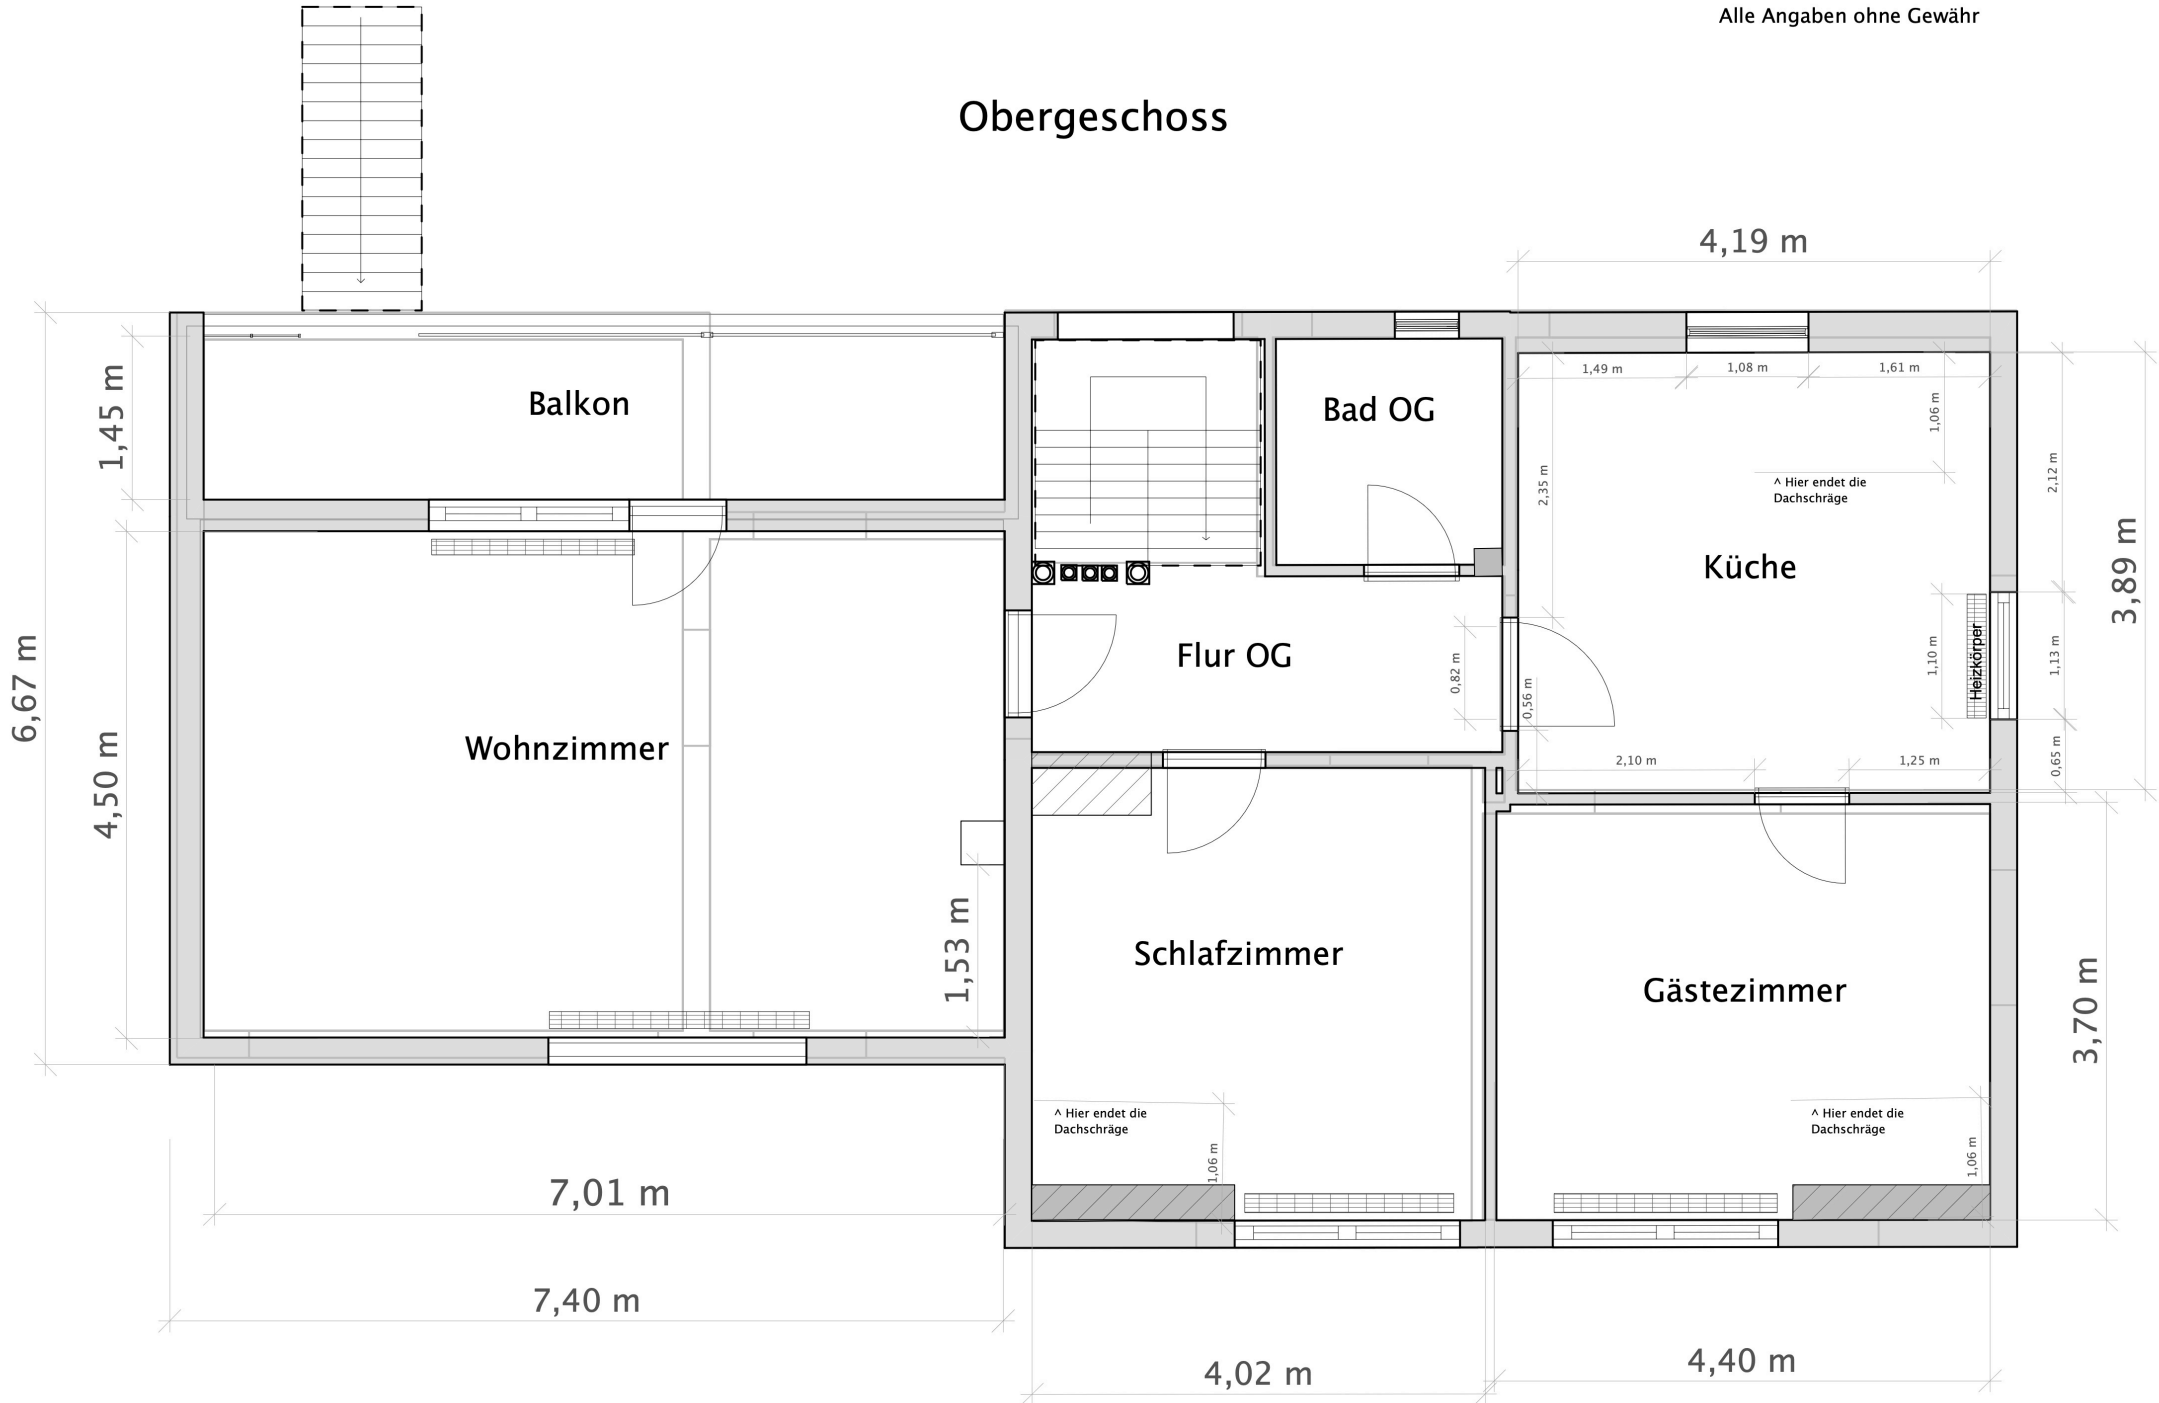 Alle Angaben ohne Gewähr
Obergeschoss
4,19 m
1,49 m
1,08 m
1,61 m
1,06 m
^ Hier endet die
Dachschräge
2,35 m
2,12 m
3,89 m
Balkon
1,45 m
Bad OG
Küche
Heizkörper
1,10 m
1,13 m
0,65 m
6,67 m
4,50 m
Wohnzimmer
Flur OG
0,82 m
0,56 m
2,10 m
1,25 m
1,53 m
Schlafzimmer
Gästezimmer
3,70 m
^ Hier endet die
Dachschräge
1,06 m
^ Hier endet die
Dachschräge
1,06 m
7,01 m
7,40 m
4,02 m
4,40 m